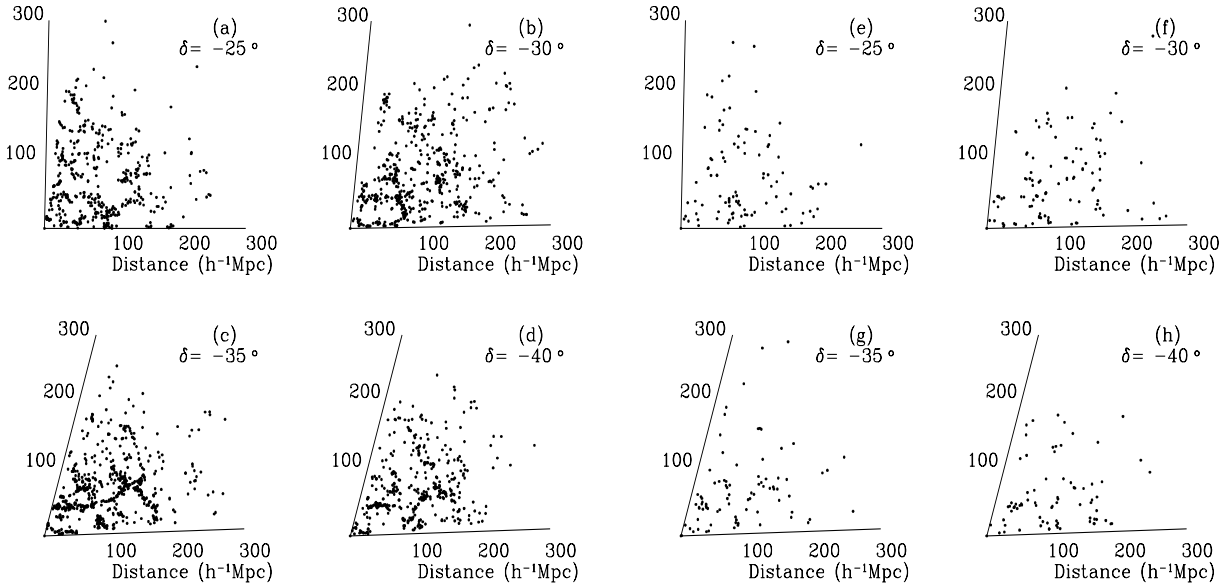 300 (a)
δ= −25°
200
100
100 200 300
Distance (h⁻¹Mpc)
300 (b)
δ= −30°
200
100
100 200 300
Distance (h⁻¹Mpc)
300 (e)
δ= −25°
200
100
100 200 300
Distance (h⁻¹Mpc)
300 (f)
δ= −30°
200
100
100 200 300
Distance (h⁻¹Mpc)
300 (c)
δ= −35°
200
100
100 200 300
Distance (h⁻¹Mpc)
300 (d)
δ= −40°
200
100
100 200 300
Distance (h⁻¹Mpc)
300 (g)
δ= −35°
200
100
100 200 300
Distance (h⁻¹Mpc)
300 (h)
δ= −40°
200
100
100 200 300
Distance (h⁻¹Mpc)